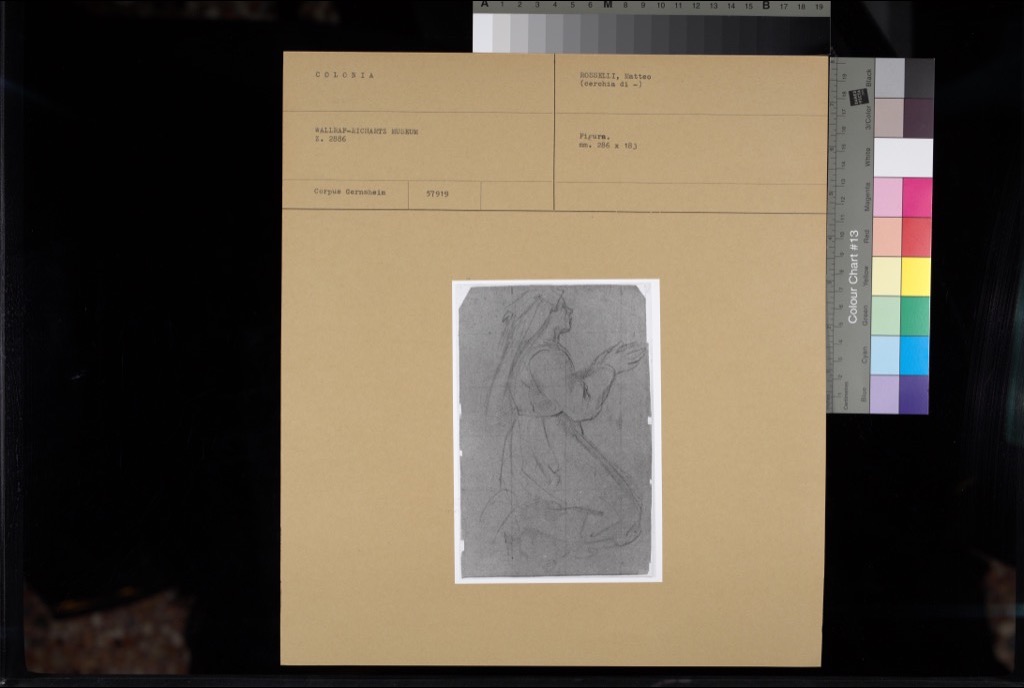 A 1 2 3 4 5 6 M 8 9 10 11 12 13 14 15 B 17 18 19
COLONIA
ROSSELLI, Matteo
(cerchia di -)
WALLRAF-RICHARTZ MUSEUM
Z. 2886
Figura.
mm. 286 x 183
Corpus Gernsheim
57919
Colour Chart #13
Black
3/Color
White
Magenta
Red
Yellow
Green
Cyan
Blue
Centimetres